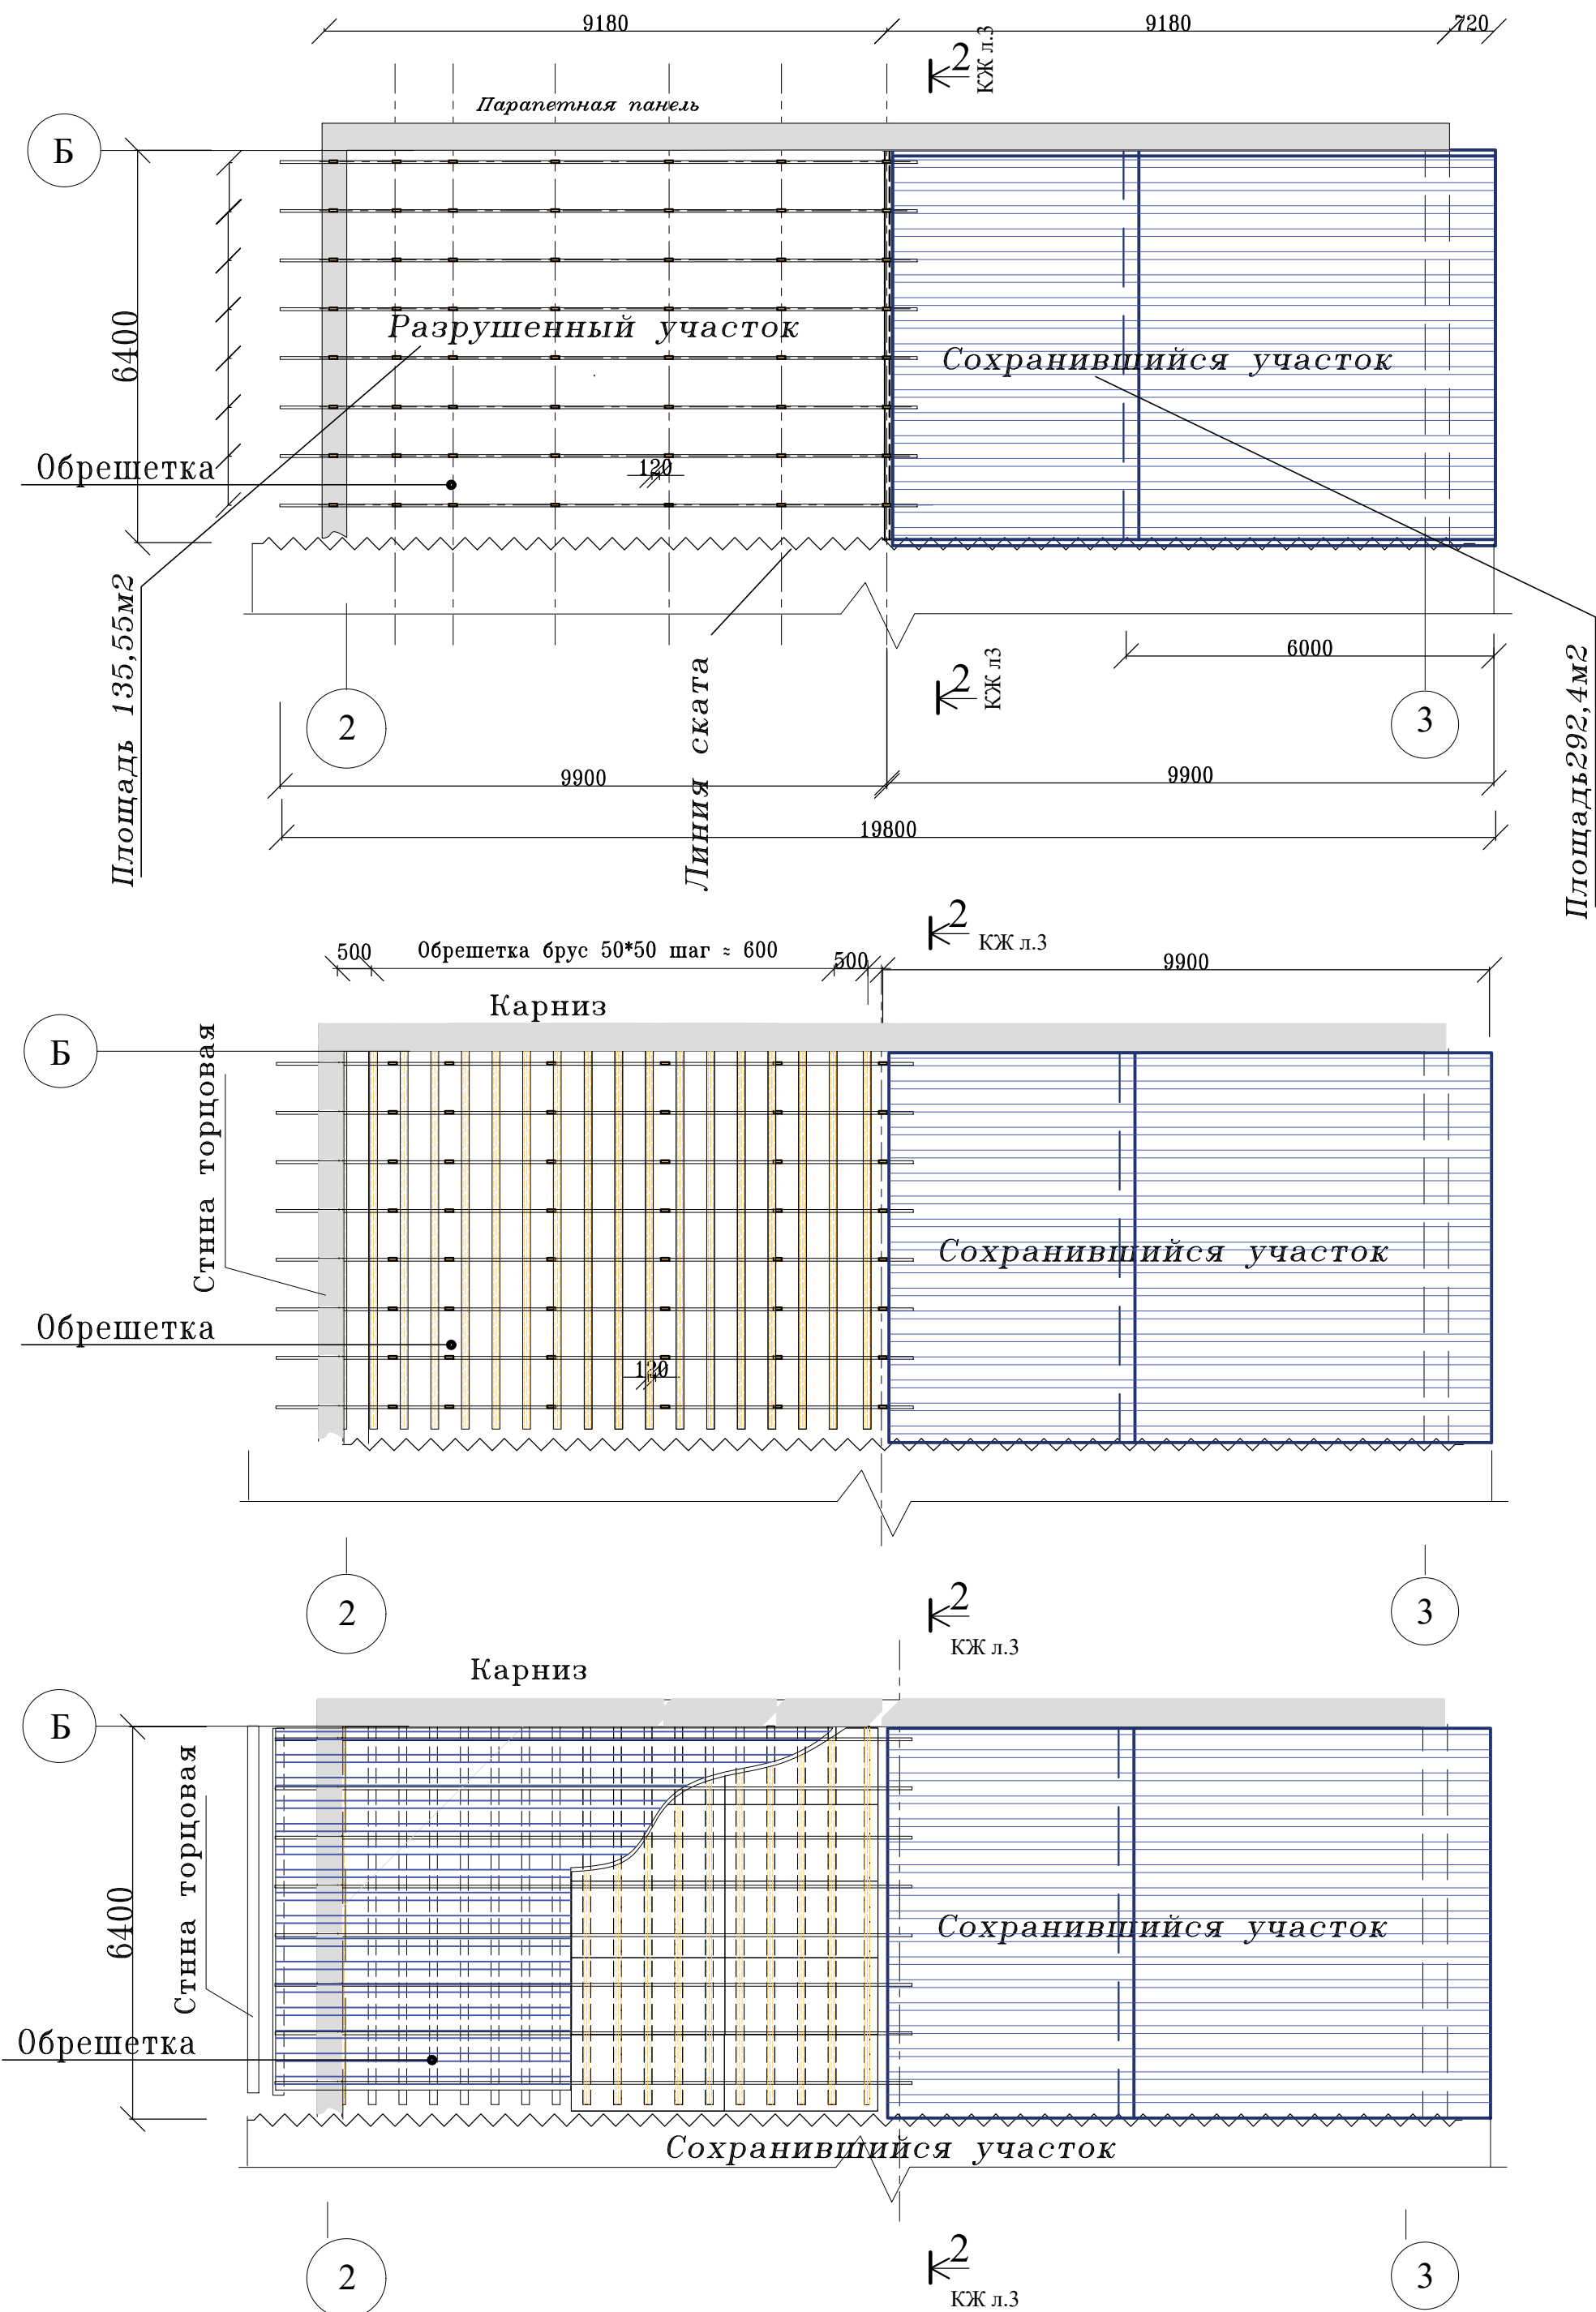 9180
9180
720
2
КЖ л.3
Парапетная панель
Б
6400
Разрушенный участок
Сохранившийся участок
Обрешетка
120
Площадь 135,55м2
Линия ската
6000
2
КЖ л3
Площадь292,4м2
2
3
9900
9900
19800
2
КЖ л.3
500
Обрешетка брус 50*50 шаг ≈ 600
500
9900
Карниз
Б
Стнна торцовая
Сохранившийся участок
Обрешетка
120
2
3
2
КЖ л.3
Карниз
Б
Стнна торцовая
6400
Сохранившийся участок
Обрешетка
Сохранившийся участок
2
3
2
КЖ л.3